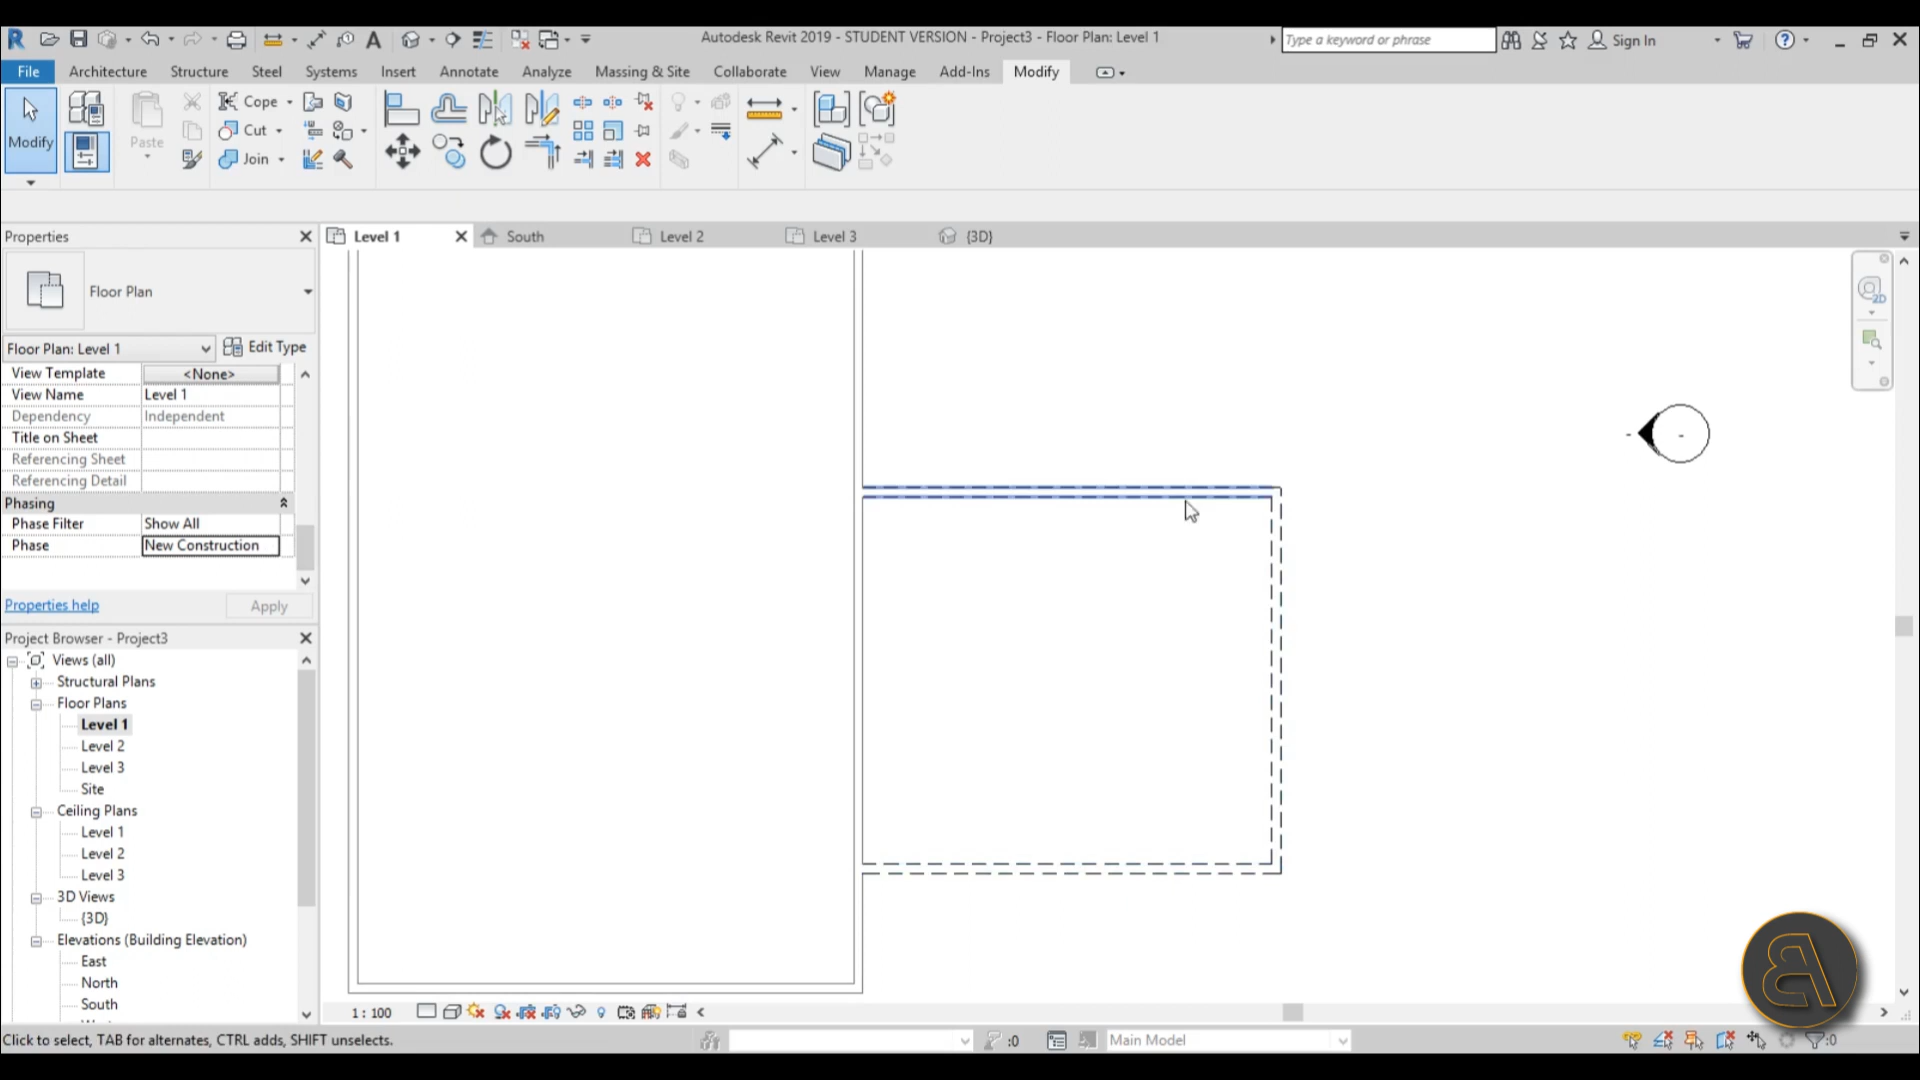 Autodesk Revit 2019 - STUDENT VERSION - Project3 - Floor Plan: Level 1
Type a keyword or phrase
Sign In
File Architecture Structure Steel Systems Insert Annotate Analyze Massing & Site Collaborate View Manage Add-Ins Modify
Modify
Paste
Cope
Cut
Join
Properties
Level 1
South
Level 2
Level 3
{3D}
Floor Plan
Floor Plan: Level 1
Edit Type
View Template <None>
View Name Level 1
Dependency Independent
Title on Sheet
Referencing Sheet
Referencing Detail
Phasing
Phase Filter Show All
Phase New Construction
Properties help
Apply
Project Browser - Project3
Views (all)
Structural Plans
Floor Plans
Level 1
Level 2
Level 3
Site
Ceiling Plans
Level 1
Level 2
Level 3
3D Views
{3D}
Elevations (Building Elevation)
East
North
South
2D
1 : 100
Click to select, TAB for alternates, CTRL adds, SHIFT unselects.
:0
Main Model
:0